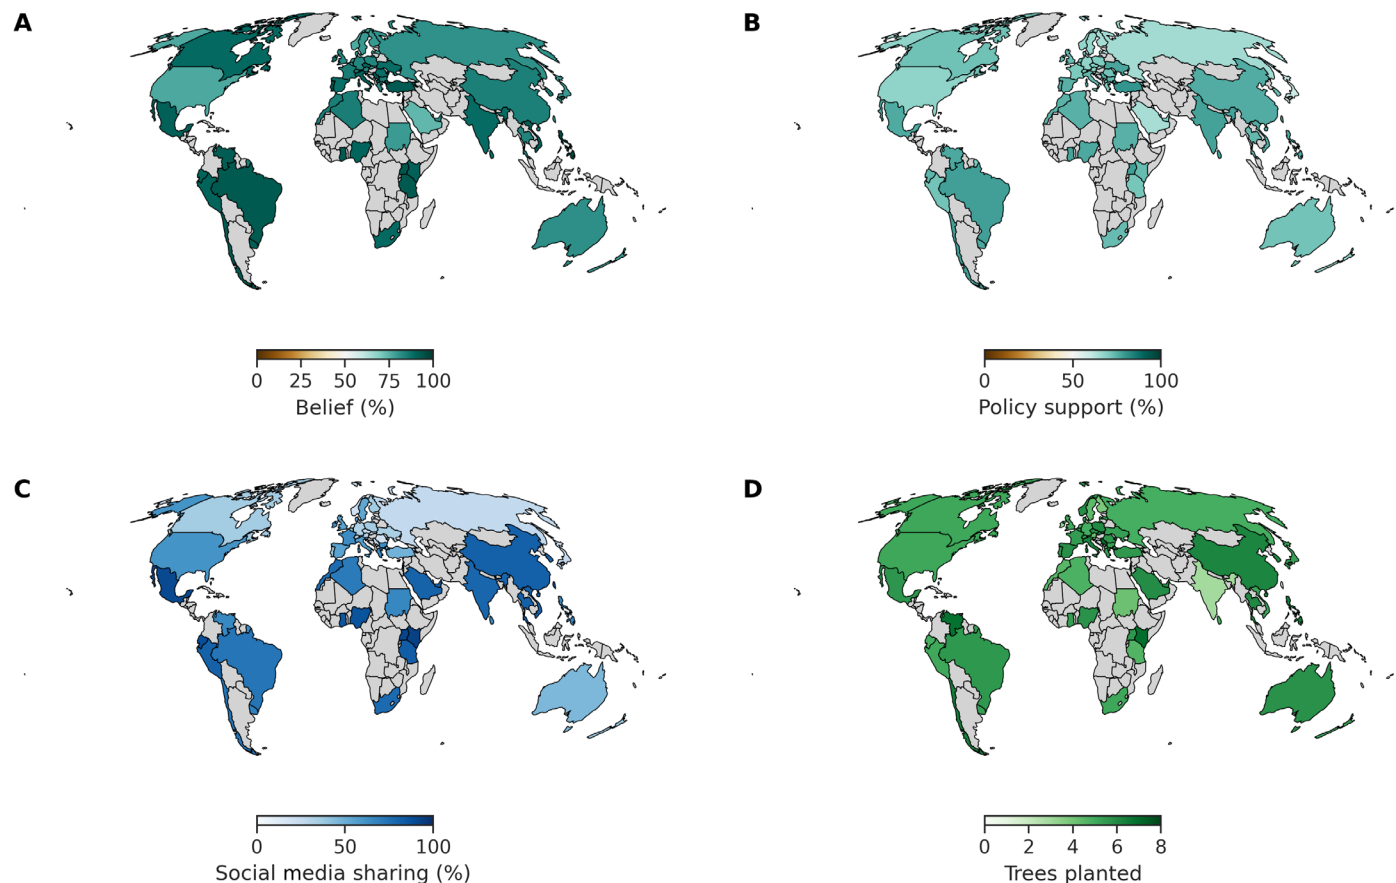 A
B
0 25 50 75 100
Belief (%)
0 50 100
Policy support (%)
C
D
0 50 100
Social media sharing (%)
0 2 4 6 8
Trees planted